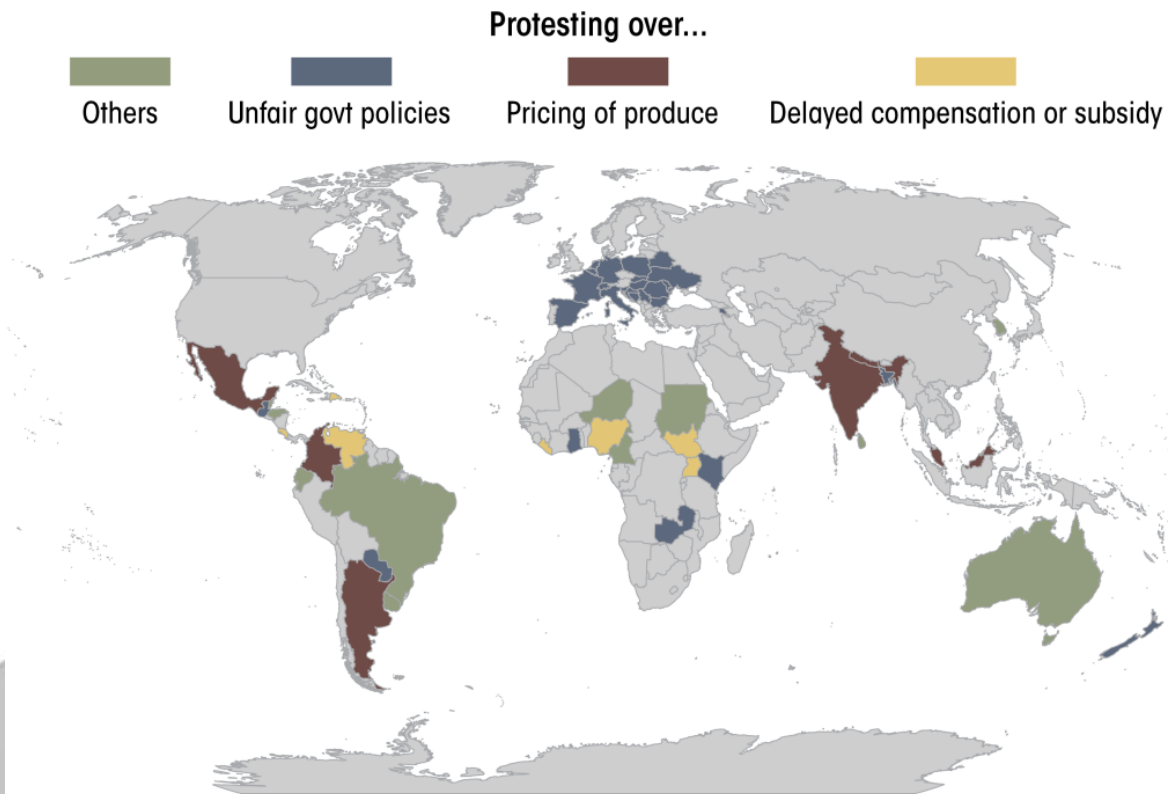 Protesting over...
Others
Unfair govt policies
Pricing of produce
Delayed compensation or subsidy